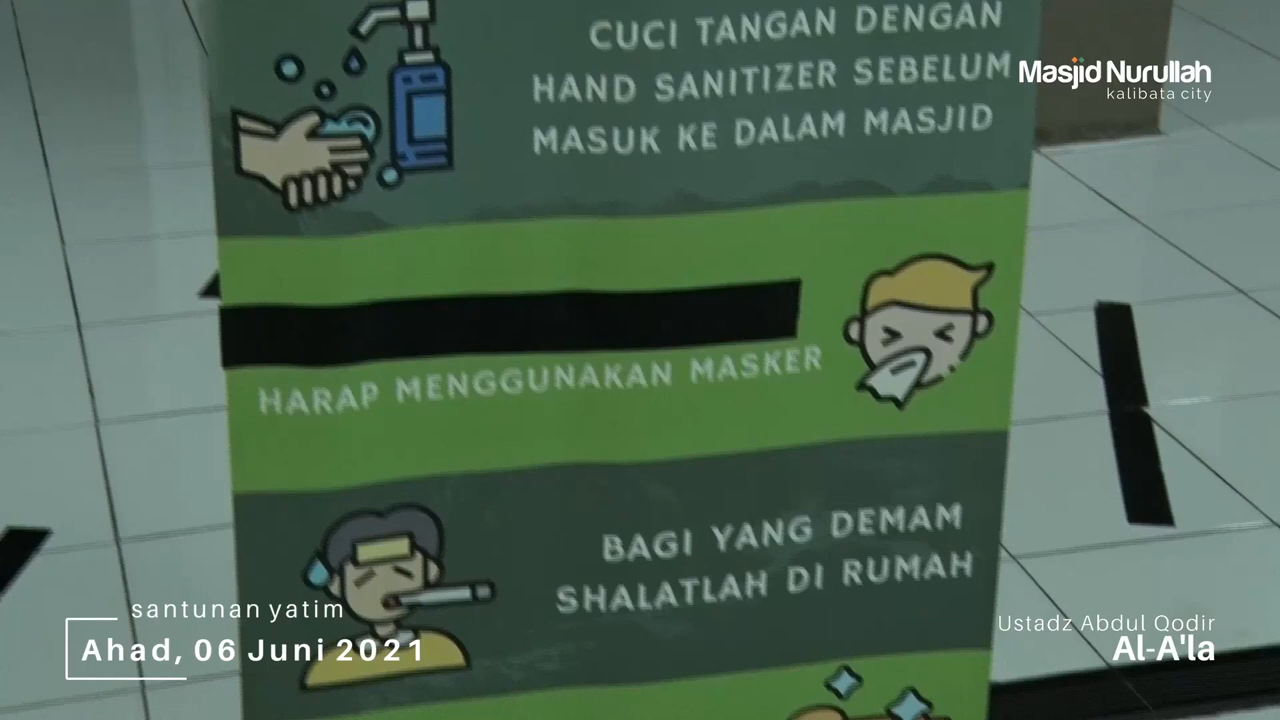 CUCI TANGAN DENGAN
HAND SANITIZER SEBELUM
MASUK KE DALAM MASJID
Masjid Nurullah
kalibata city
HARAP MENGGUNAKAN MASKER
BAGI YANG DEMAM
SHALATLAH DI RUMAH
santunan yatim
Ahad, 06 Juni 2021
Ustadz Abdul Qodir
Al-A'la